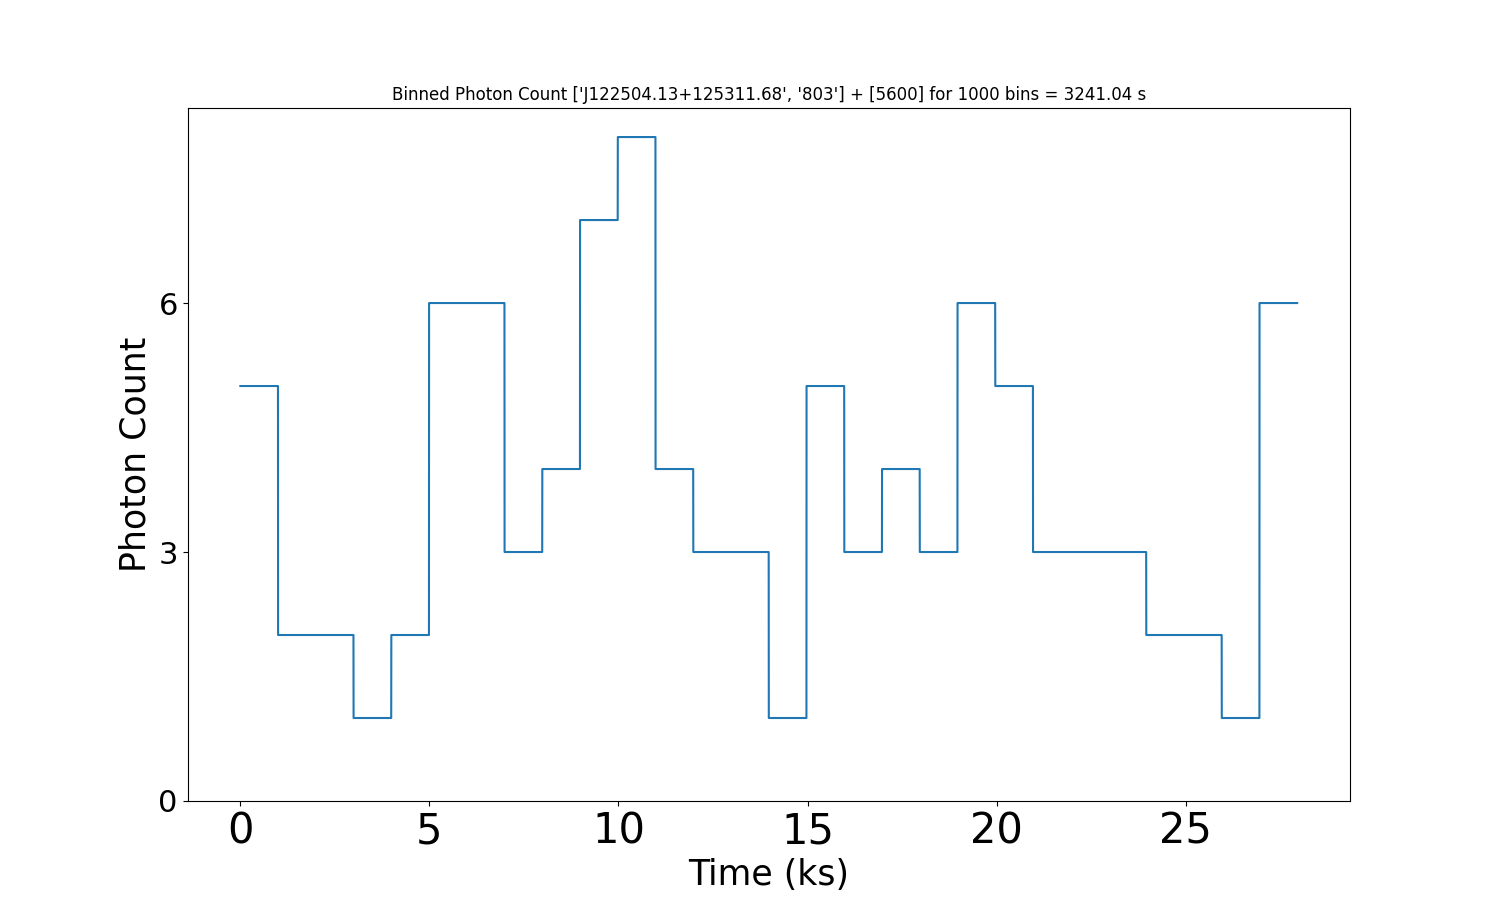 Binned Photon Count ['J122504.13+125311.68', '803'] + [5600] for 1000 bins = 3241.04 s
Photon Count
6
3
0
0 5 10 15 20 25
Time (ks)